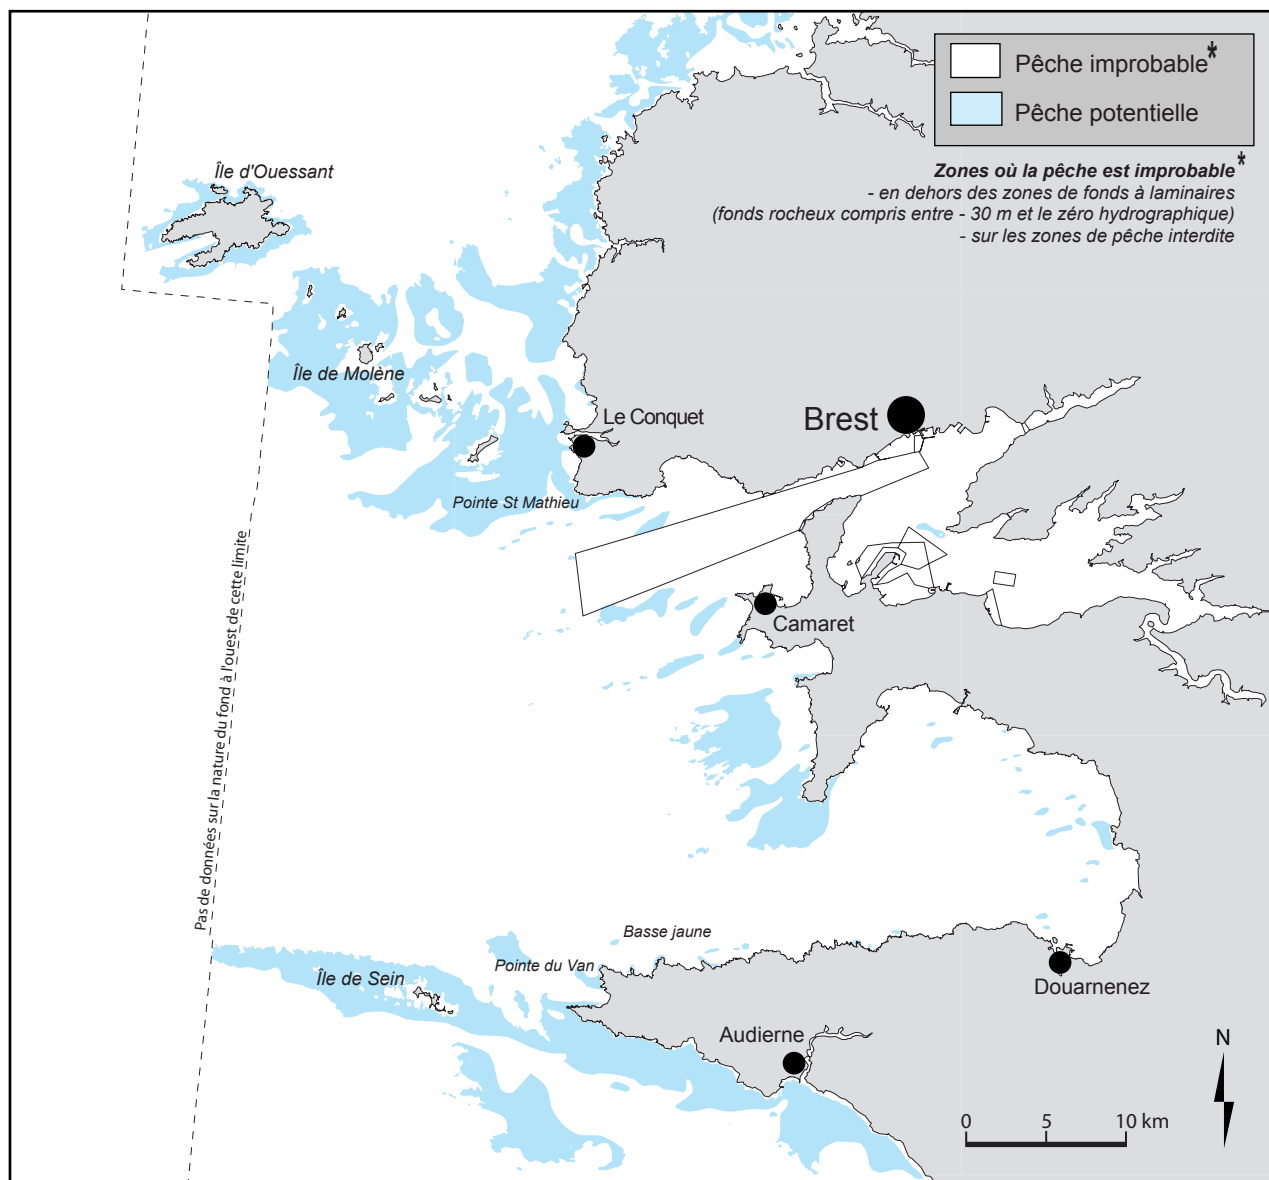 Pêche improbable*
Pêche potentielle
Zones où la pêche est improbable*
- en dehors des zones de fonds à laminaires
(fonds rocheux compris entre - 30 m et le zéro hydrographique)
- sur les zones de pêche interdite
Île d'Ouessant
Île de Molène
Le Conquet
Brest
Pointe St Mathieu
Camaret
Pas de données sur la nature du fond à l'ouest de cette limite
Basse jaune
Pointe du Van
Île de Sein
Douarnenez
Audierne
N
0 5 10 km